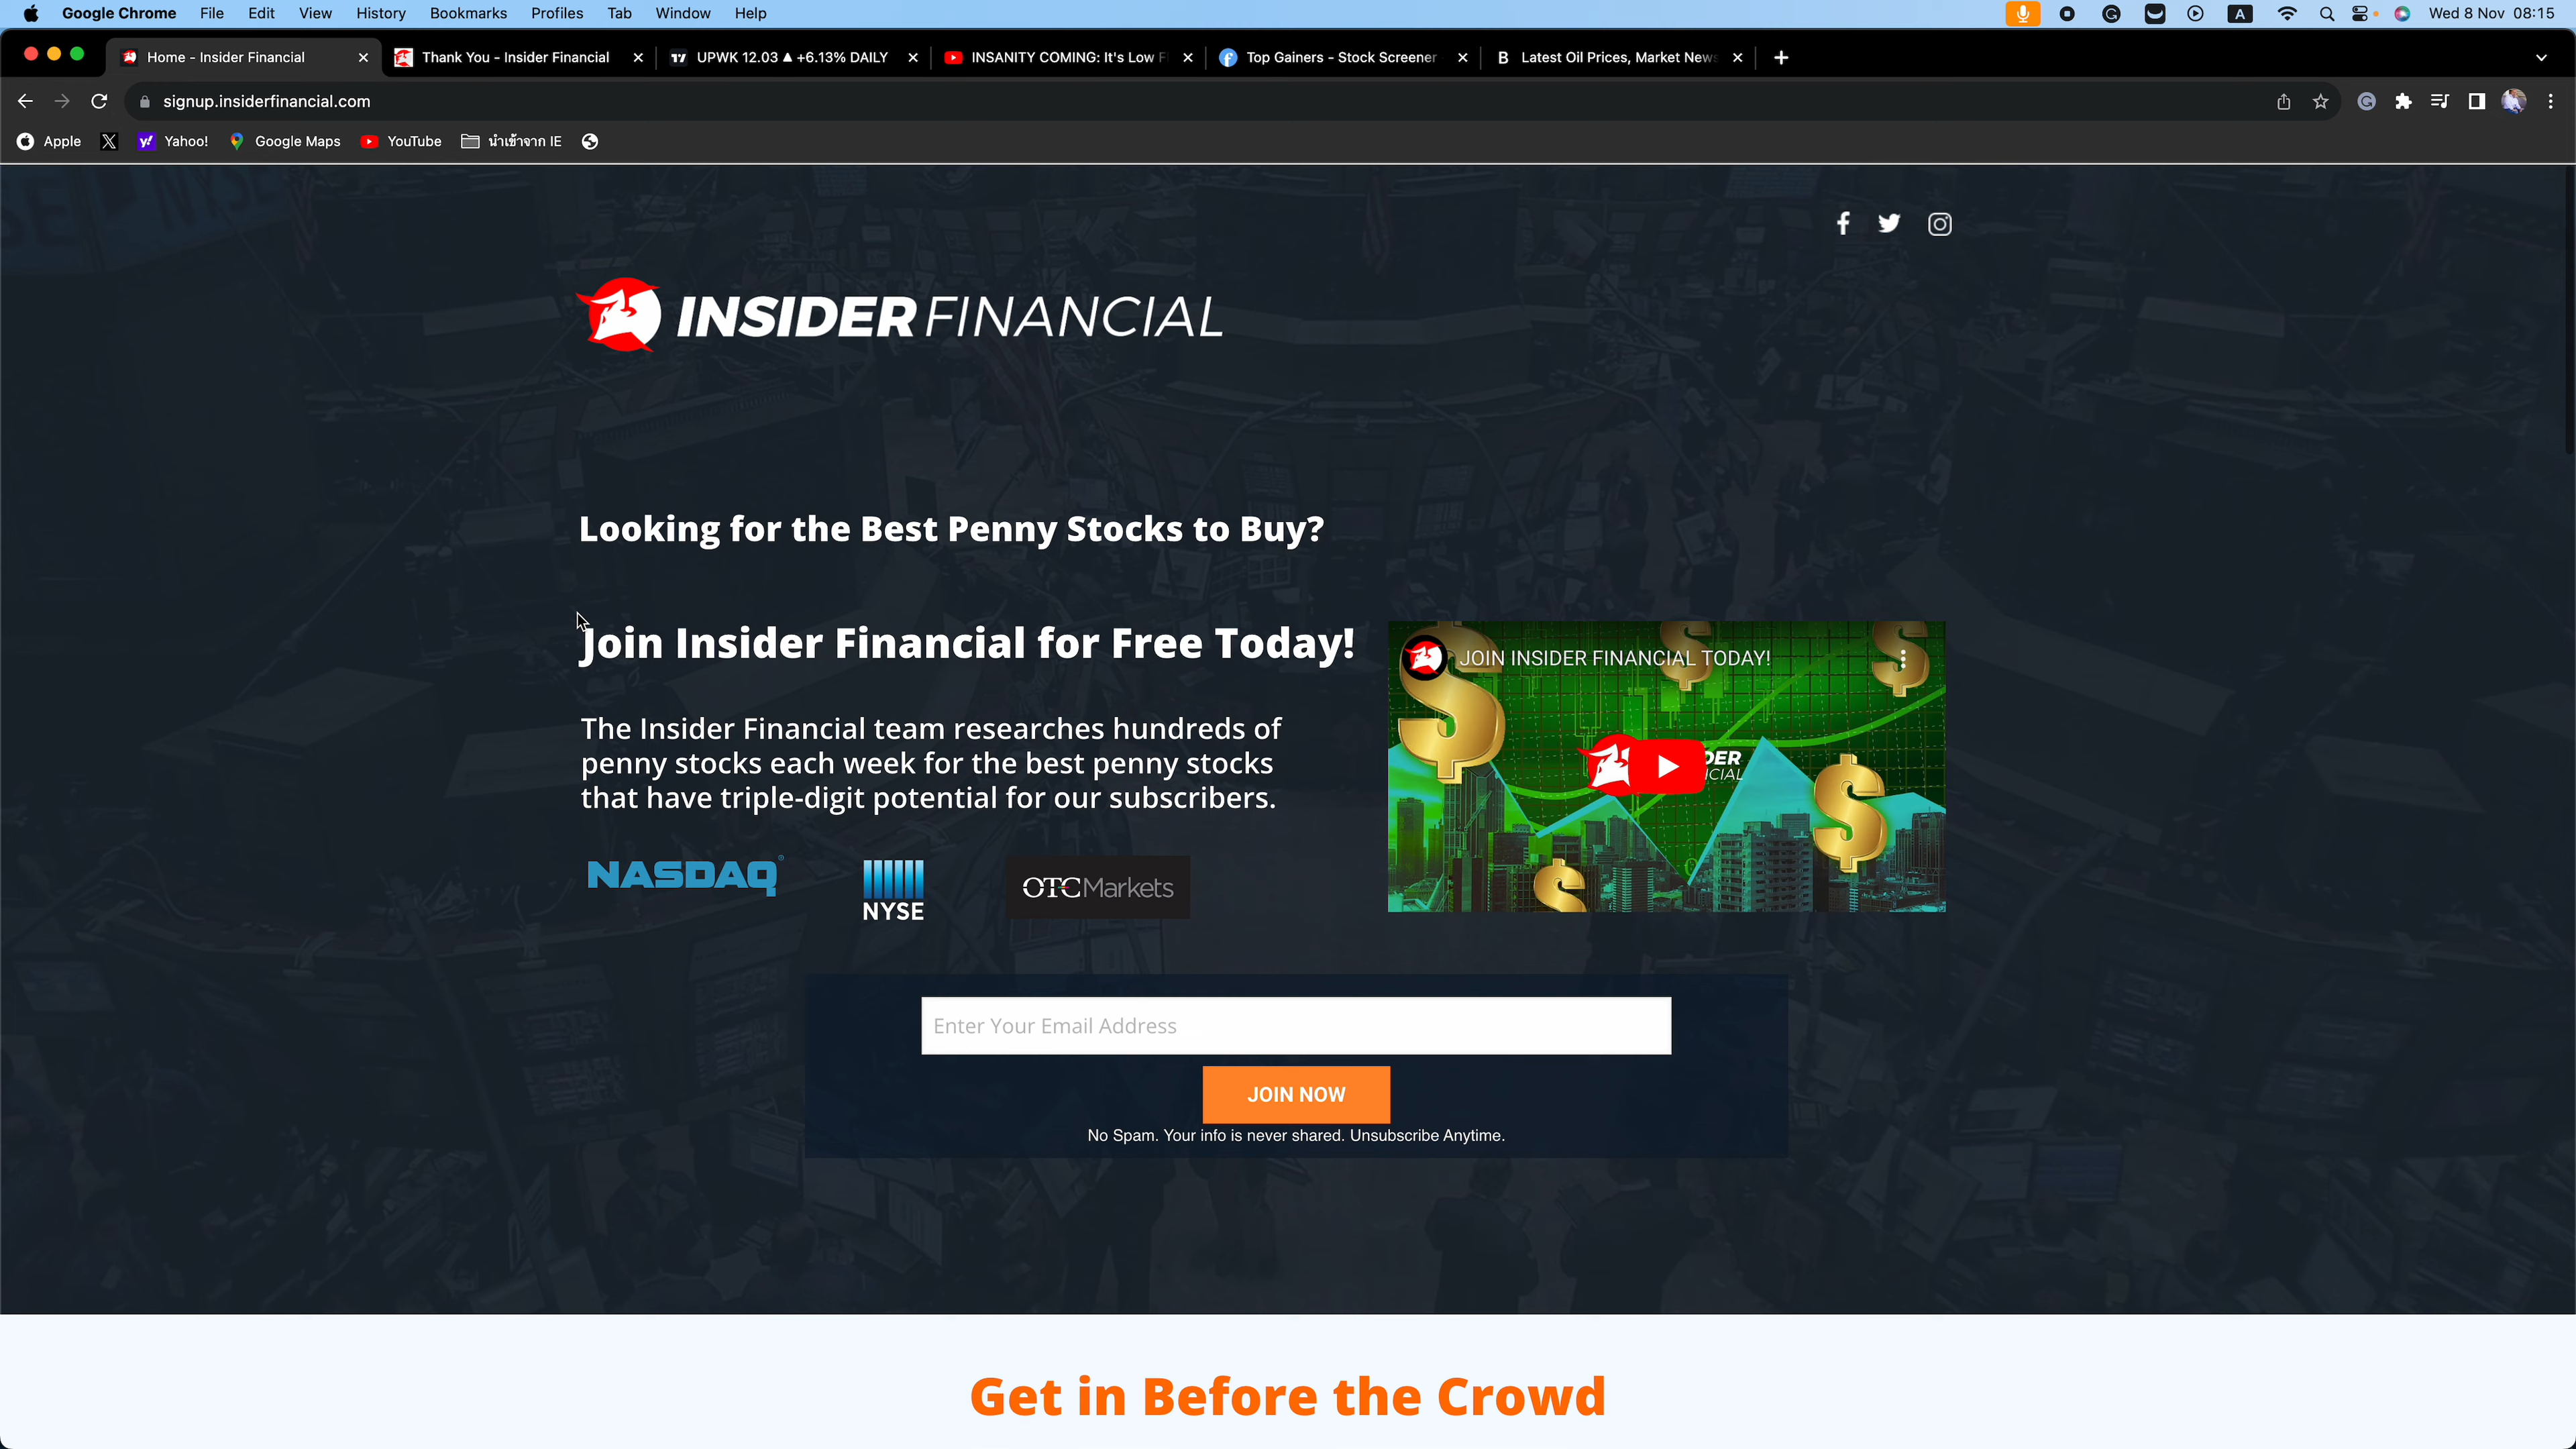 Google Chrome File Edit View History Bookmarks Profiles Tab Window Help A Wed 8 Nov 08:15
Home - Insider Financial Thank You - Insider Financial UPWK 12.03 ▲ +6.13% DAILY INSANITY COMING: It's Low Top Gainers - Stock Screener B Latest Oil Prices, Market News
signup.insiderfinancial.com
Apple Yahoo! Google Maps YouTube นำเข้าจาก IE
NYSE
INSIDER FINANCIAL
Looking for the Best Penny Stocks to Buy?
Join Insider Financial for Free Today!
JOIN INSIDER FINANCIAL TODAY!
The Insider Financial team researches hundreds of
penny stocks each week for the best penny stocks
that have triple-digit potential for our subscribers.
NASDAQ
NYSE
OTC Markets
Enter Your Email Address
JOIN NOW
No Spam. Your info is never shared. Unsubscribe Anytime.
Get in Before the Crowd